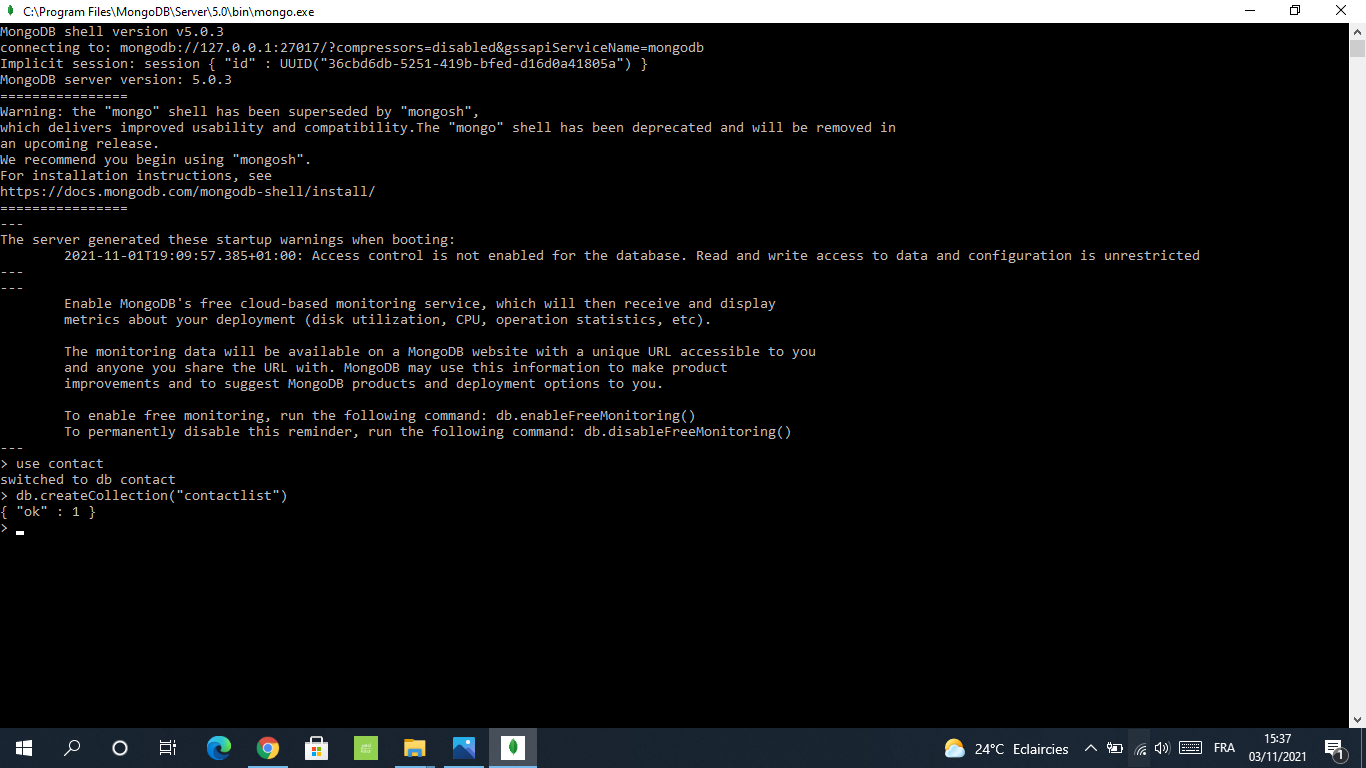 C:\Program Files\MongoDB\Server\5.0\bin\mongo.exe
MongoDB shell version v5.0.3
connecting to: mongodb://127.0.0.1:27017/?compressors=disabled&gssapiServiceName=mongodb
Implicit session: session { "id" : UUID("36cbd6db-5251-419b-bfed-d16d0a41805a") }
MongoDB server version: 5.0.3
================
Warning: the "mongo" shell has been superseded by "mongosh",
which delivers improved usability and compatibility.The "mongo" shell has been deprecated and will be removed in
an upcoming release.
We recommend you begin using "mongosh".
For installation instructions, see
https://docs.mongodb.com/mongodb-shell/install/
================
---
The server generated these startup warnings when booting:
        2021-11-01T19:09:57.385+01:00: Access control is not enabled for the database. Read and write access to data and configuration is unrestricted
---
---
        Enable MongoDB's free cloud-based monitoring service, which will then receive and display
        metrics about your deployment (disk utilization, CPU, operation statistics, etc).

        The monitoring data will be available on a MongoDB website with a unique URL accessible to you
        and anyone you share the URL with. MongoDB may use this information to make product
        improvements and to suggest MongoDB products and deployment options to you.

        To enable free monitoring, run the following command: db.enableFreeMonitoring()
        To permanently disable this reminder, run the following command: db.disableFreeMonitoring()
---
> use contact
switched to db contact
> db.createCollection("contactlist")
{ "ok" : 1 }
>
24°C Eclaircies
FRA
15:37
03/11/2021
1